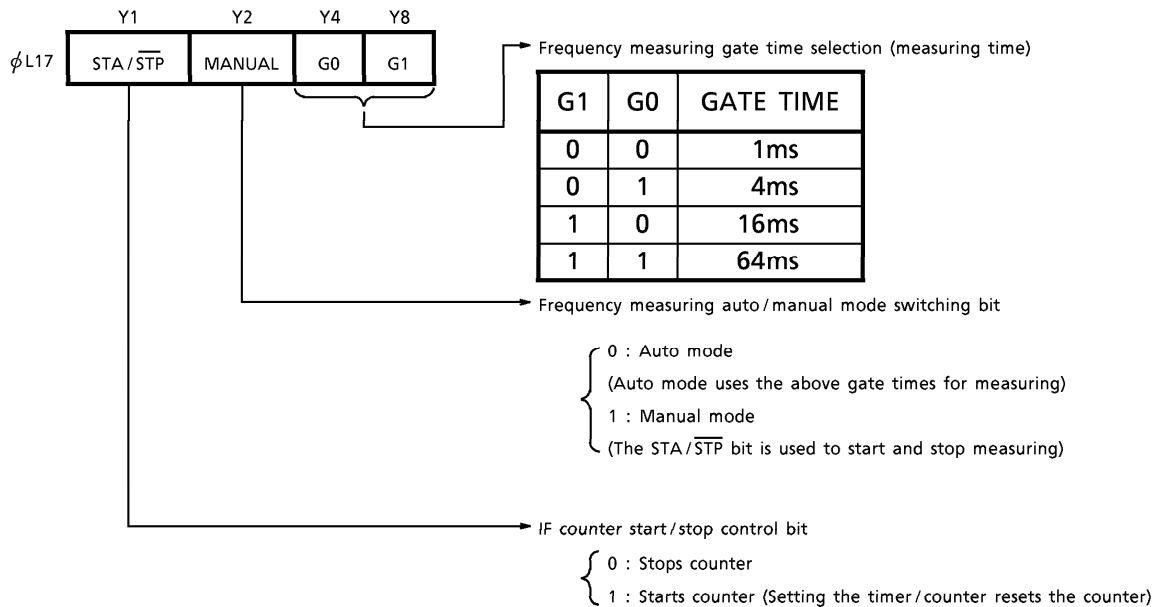 Y1 Y2 Y4 Y8
ϕL17 STA/S̅T̅P̅ MANUAL G0 G1
Frequency measuring gate time selection (measuring time)
G1 G0 GATE TIME
0 0 1ms
0 1 4ms
1 0 16ms
1 1 64ms
Frequency measuring auto/manual mode switching bit
0 : Auto mode
(Auto mode uses the above gate times for measuring)
1 : Manual mode
(The STA/S̅T̅P̅ bit is used to start and stop measuring)
IF counter start/stop control bit
0 : Stops counter
1 : Starts counter (Setting the timer/counter resets the counter)